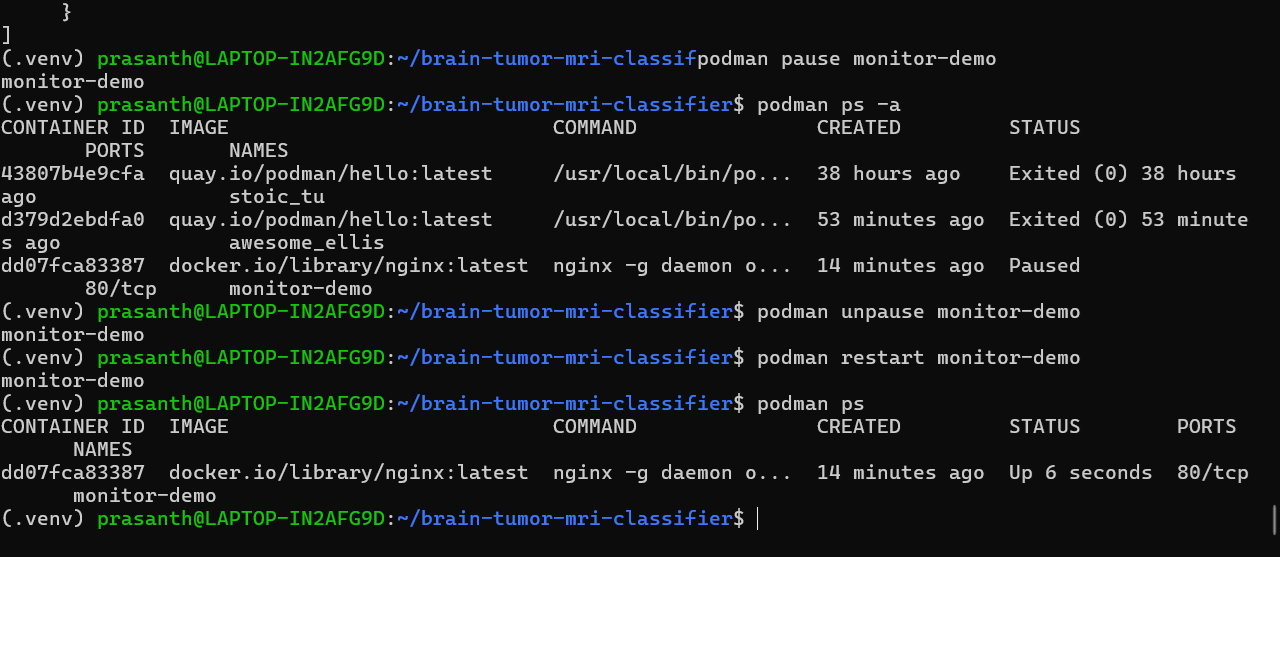 }
]
(.venv) prasanth@LAPTOP-IN2AFG9D:~/brain-tumor-mri-classifpodman pause monitor-demo
monitor-demo
(.venv) prasanth@LAPTOP-IN2AFG9D:~/brain-tumor-mri-classifier$ podman ps -a
CONTAINER ID  IMAGE                           COMMAND               CREATED         STATUS
       PORTS       NAMES
43807b4e9cfa  quay.io/podman/hello:latest     /usr/local/bin/po...  38 hours ago    Exited (0) 38 hours
ago                stoic_tu
d379d2ebdfa0  quay.io/podman/hello:latest     /usr/local/bin/po...  53 minutes ago  Exited (0) 53 minute
s ago              awesome_ellis
dd07fca83387  docker.io/library/nginx:latest  nginx -g daemon o...  14 minutes ago  Paused
       80/tcp      monitor-demo
(.venv) prasanth@LAPTOP-IN2AFG9D:~/brain-tumor-mri-classifier$ podman unpause monitor-demo
monitor-demo
(.venv) prasanth@LAPTOP-IN2AFG9D:~/brain-tumor-mri-classifier$ podman restart monitor-demo
monitor-demo
(.venv) prasanth@LAPTOP-IN2AFG9D:~/brain-tumor-mri-classifier$ podman ps
CONTAINER ID  IMAGE                           COMMAND               CREATED         STATUS        PORTS
      NAMES
dd07fca83387  docker.io/library/nginx:latest  nginx -g daemon o...  14 minutes ago  Up 6 seconds  80/tcp
      monitor-demo
(.venv) prasanth@LAPTOP-IN2AFG9D:~/brain-tumor-mri-classifier$